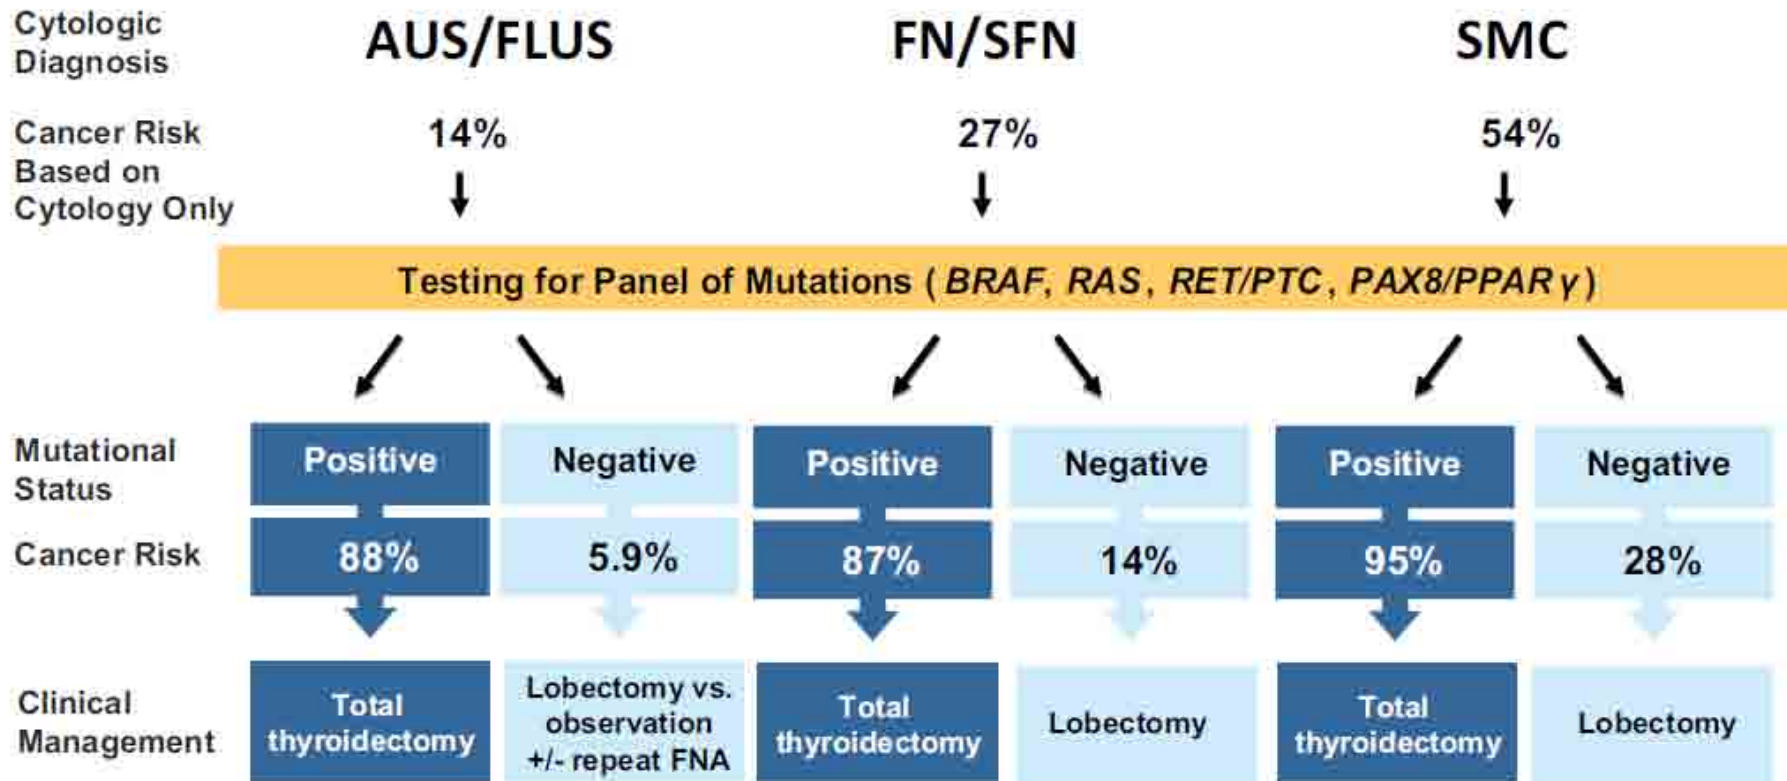 Cytologic
Diagnosis
AUS/FLUS
FN/SFN
SMC
Cancer Risk
Based on
Cytology Only
14%
27%
54%
Testing for Panel of Mutations ( BRAF, RAS, RET/PTC, PAX8/PPAR γ )
Mutational
Status
Positive
Negative
Positive
Negative
Positive
Negative
Cancer Risk
88%
5.9%
87%
14%
95%
28%
Clinical
Management
Total
thyroidectomy
Lobectomy vs.
observation
+/- repeat FNA
Total
thyroidectomy
Lobectomy
Total
thyroidectomy
Lobectomy